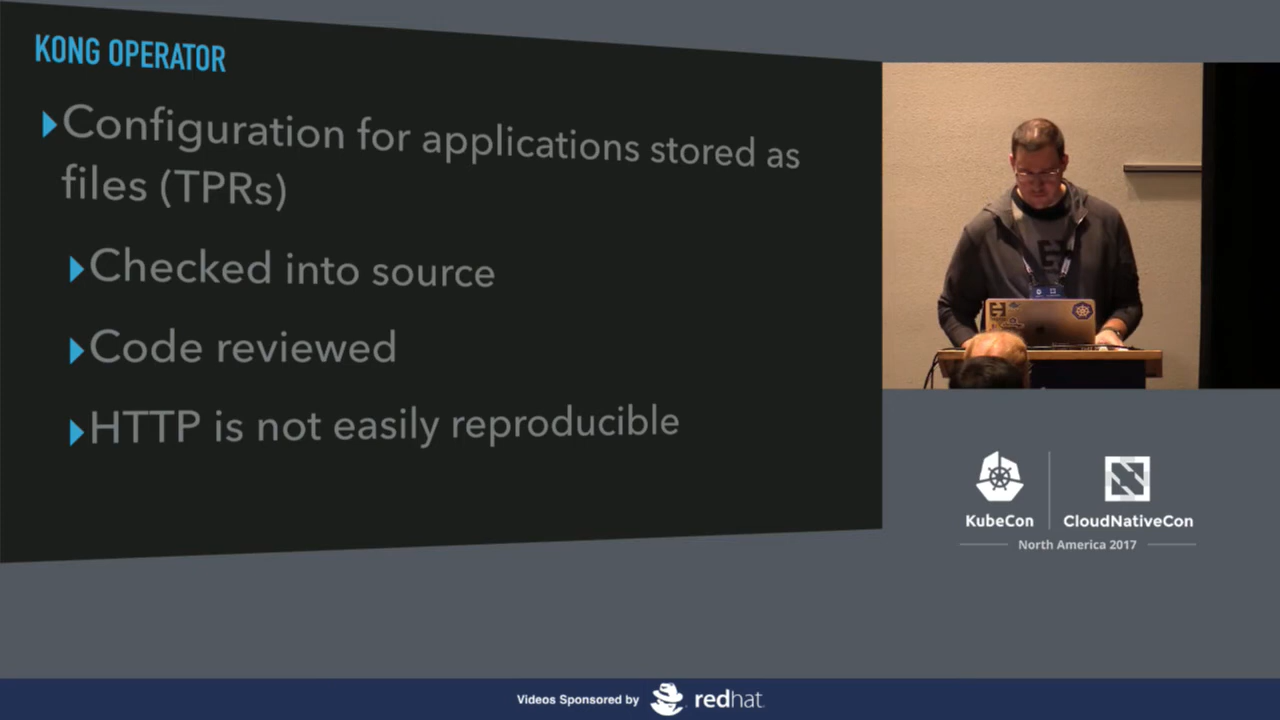 KONG OPERATOR
Configuration for applications stored as
files (TPRs)
Checked into source
Code reviewed
HTTP is not easily reproducible
KubeCon
CloudNativeCon
North America 2017
Videos Sponsored by
redhat.